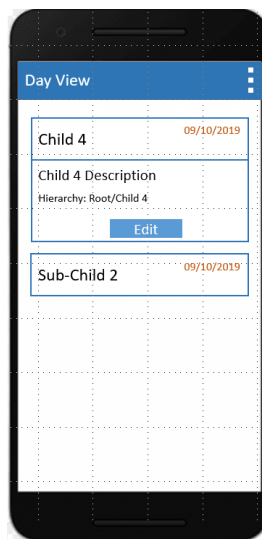 Day View
Child 4 09/10/2019
Child 4 Description
Hierarchy: Root/Child 4
Edit
Sub-Child 2 09/10/2019